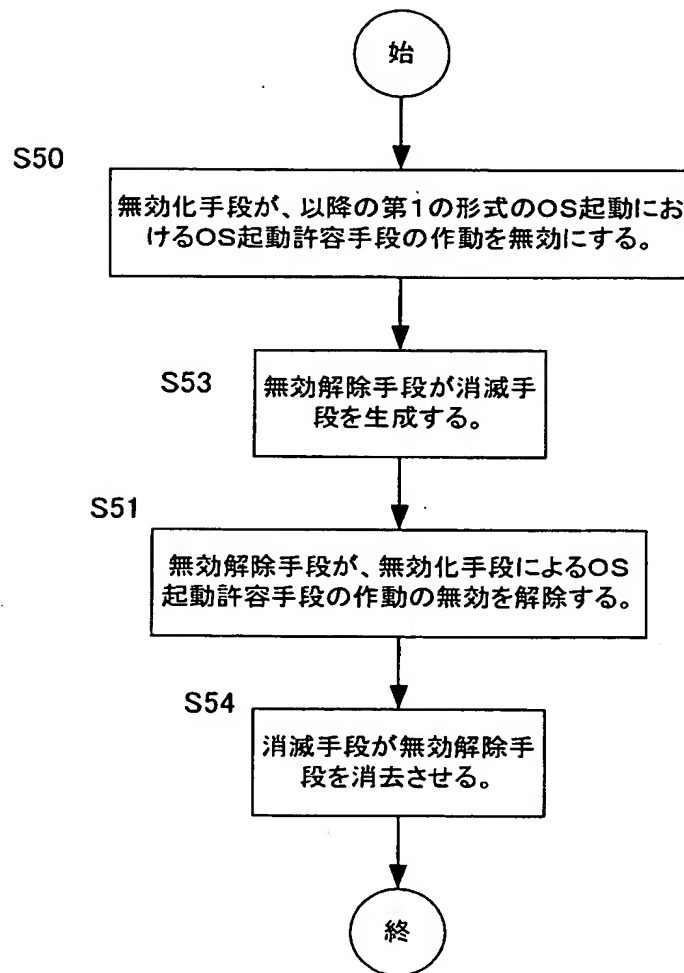 始
S50
無効化手段が、以降の第1の形式のOS起動にお
けるOS起動許容手段の作動を無効にする。
S53
無効解除手段が消滅手
段を生成する。
S51
無効解除手段が、無効化手段によるOS
起動許容手段の作動の無効を解除する。
S54
消滅手段が無効解除手
段を消去させる。
終